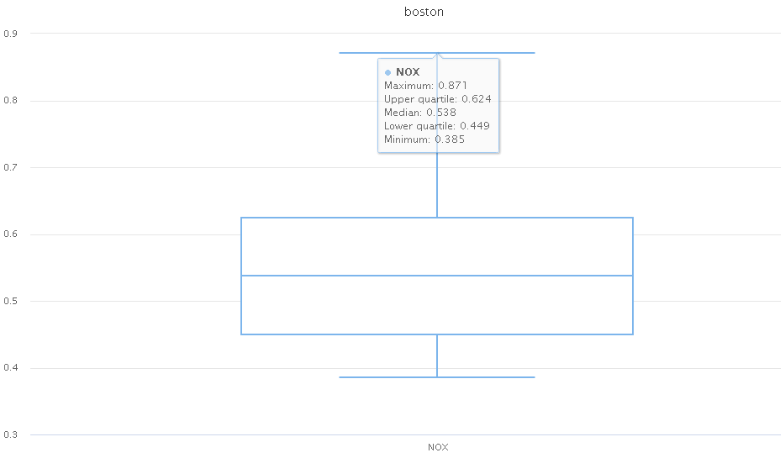 boston
0.9
NOX
Maximum: 0.871
0.8
Upper quartile: 0.624
Median: 0.538
Lower quartile: 0.449
Minimum: 0.385
0.7
0.6
0.5
0.4
0.3
NOX